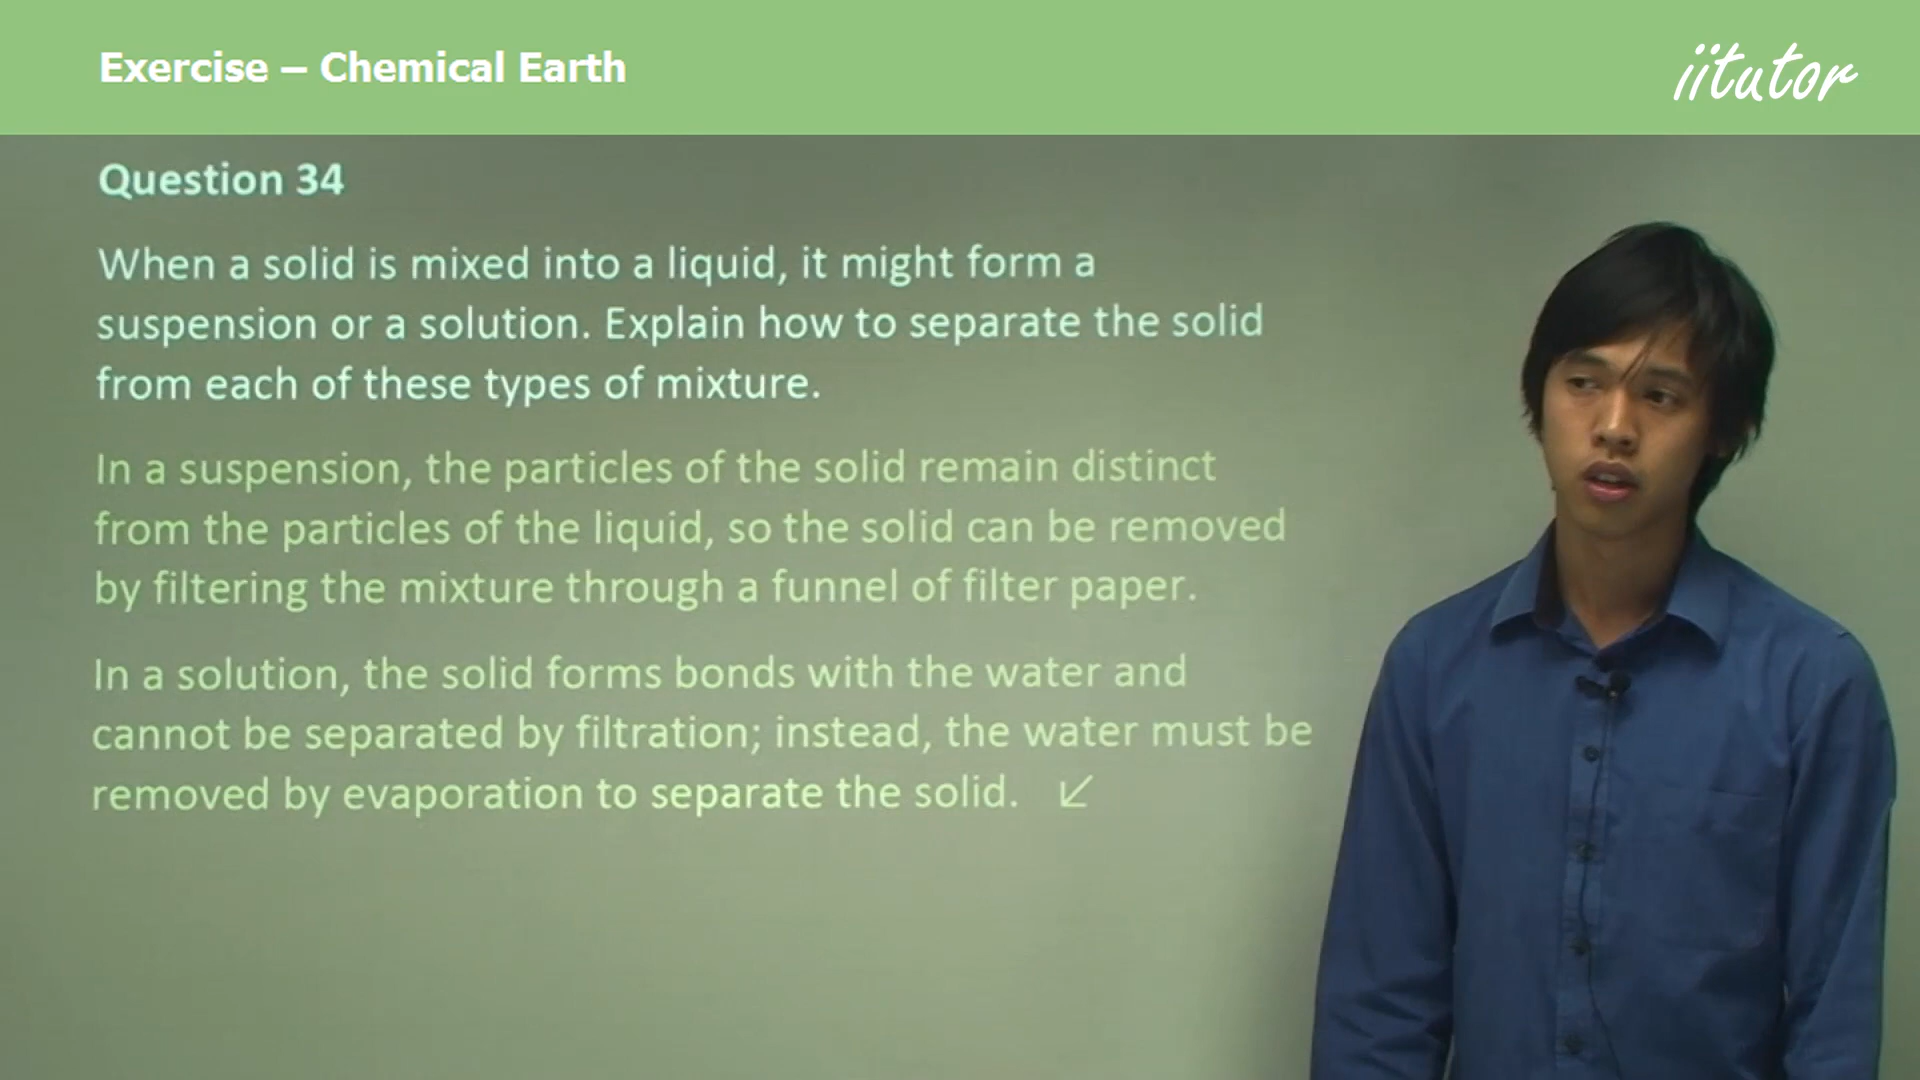 Exercise – Chemical Earth
iitutor
Question 34
When a solid is mixed into a liquid, it might form a
suspension or a solution. Explain how to separate the solid
from each of these types of mixture.
In a suspension, the particles of the solid remain distinct
from the particles of the liquid, so the solid can be removed
by filtering the mixture through a funnel of filter paper.
In a solution, the solid forms bonds with the water and
cannot be separated by filtration; instead, the water must be
removed by evaporation to separate the solid. ↙